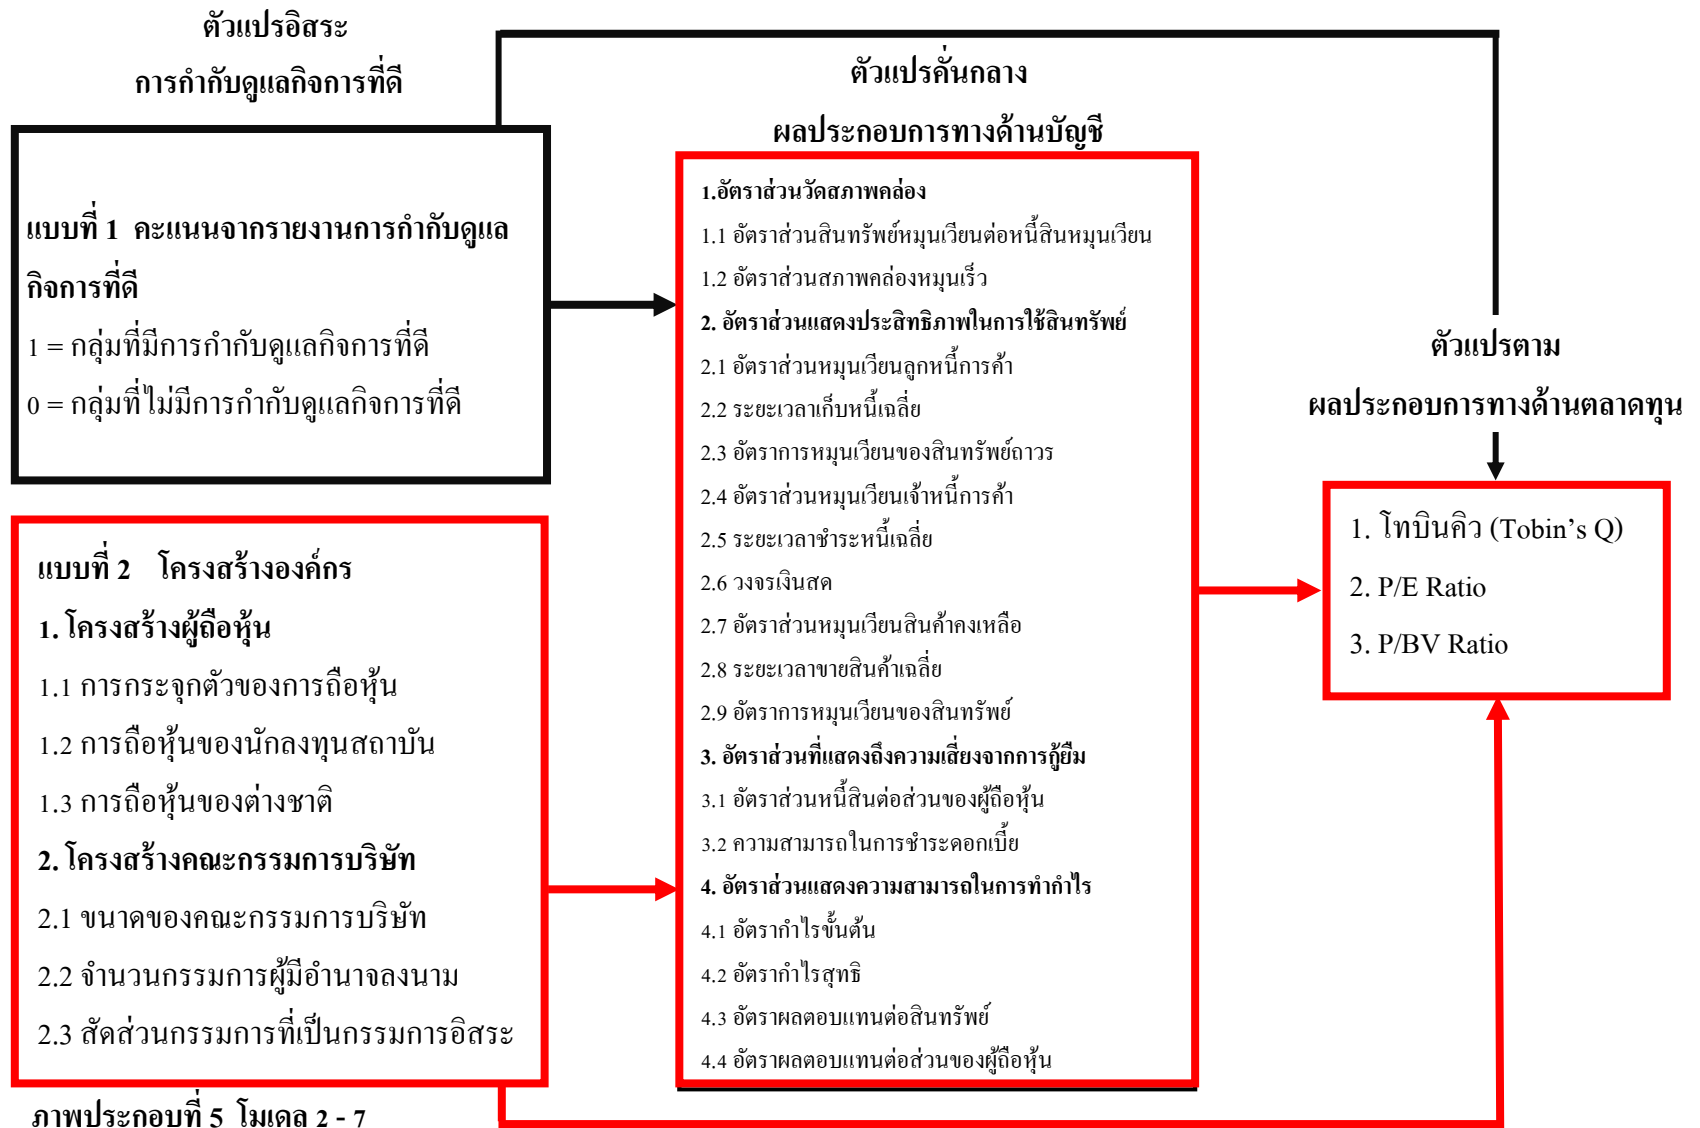 ตัวแปรอิสระ
การกำกับดูแลกิจการที่ดี
แบบที่ 1 คะแนนจากรายงานการกำกับดูแล
กิจการที่ดี
1 = กลุ่มที่มีการกำกับดูแลกิจการที่ดี
0 = กลุ่มที่ไม่มีการกำกับดูแลกิจการที่ดี
แบบที่ 2 โครงสร้างองค์กร
1. โครงสร้างผู้ถือหุ้น
1.1 การกระจุกตัวของการถือหุ้น
1.2 การถือหุ้นของนักลงทุนสถาบัน
1.3 การถือหุ้นของต่างชาติ
2. โครงสร้างคณะกรรมการบริษัท
2.1 ขนาดของคณะกรรมการบริษัท
2.2 จำนวนกรรมการผู้มีอำนาจลงนาม
2.3 สัดส่วนกรรมการที่เป็นกรรมการอิสระ
ตัวแปรคั่นกลาง
ผลประกอบการทางด้านบัญชี
1.อัตราส่วนวัดสภาพคล่อง
1.1 อัตราส่วนสินทรัพย์หมุนเวียนต่อหนี้สินหมุนเวียน
1.2 อัตราส่วนสภาพคล่องหมุนเร็ว
2. อัตราส่วนแสดงประสิทธิภาพในการใช้สินทรัพย์
2.1 อัตราส่วนหมุนเวียนลูกหนี้การค้า
2.2 ระยะเวลาเก็บหนี้เฉลี่ย
2.3 อัตราการหมุนเวียนของสินทรัพย์ถาวร
2.4 อัตราส่วนหมุนเวียนเจ้าหนี้การค้า
2.5 ระยะเวลาชำระหนี้เฉลี่ย
2.6 วงจรเงินสด
2.7 อัตราส่วนหมุนเวียนสินค้าคงเหลือ
2.8 ระยะเวลาขายสินค้าเฉลี่ย
2.9 อัตราการหมุนเวียนของสินทรัพย์
3. อัตราส่วนที่แสดงถึงความเสี่ยงจากการกู้ยืม
3.1 อัตราส่วนหนี้สินต่อส่วนของผู้ถือหุ้น
3.2 ความสามารถในการชำระดอกเบี้ย
4. อัตราส่วนแสดงความสามารถในการทำกำไร
4.1 อัตรากำไรขั้นต้น
4.2 อัตรากำไรสุทธิ
4.3 อัตราผลตอบแทนต่อสินทรัพย์
4.4 อัตราผลตอบแทนต่อส่วนของผู้ถือหุ้น
ตัวแปรตาม
ผลประกอบการทางด้านตลาดทุน
1. โทบินคิว (Tobin’s Q)
2. P/E Ratio
3. P/BV Ratio
ภาพประกอบที่ 5 โมเดล 2 - 7